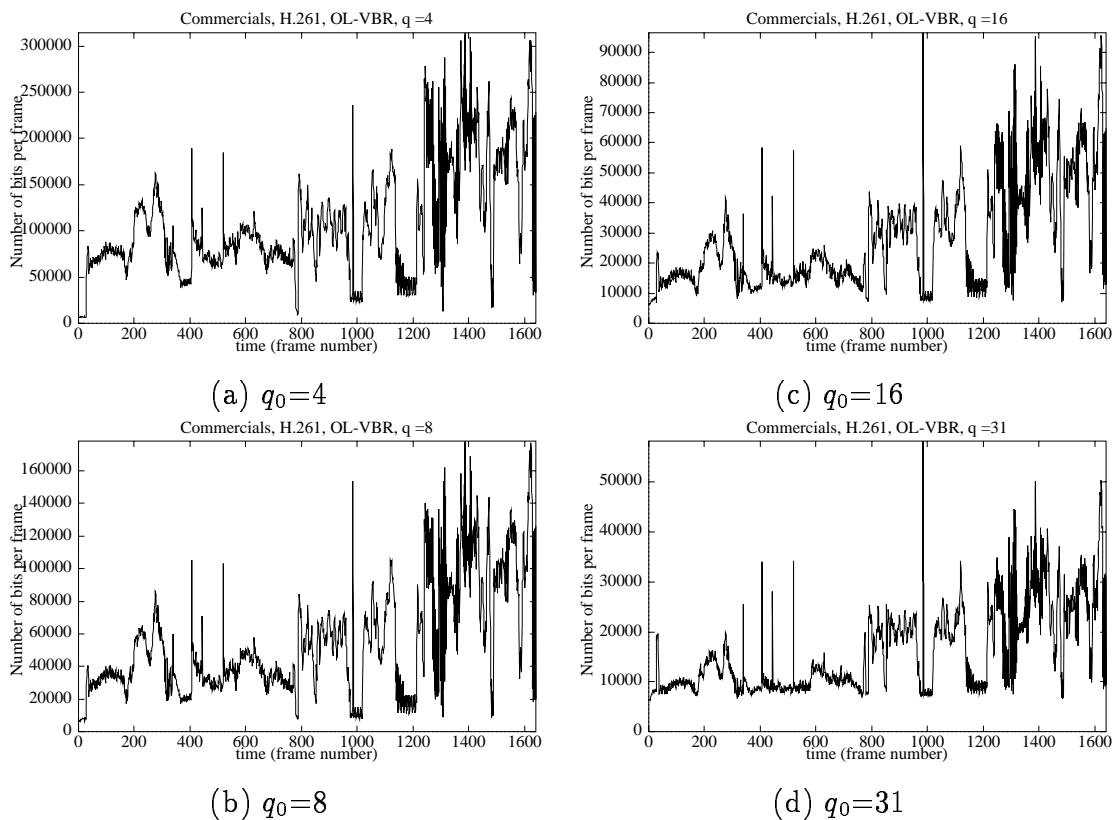 Commercials, H.261, OL-VBR, q =4
Number of bits per frame
300000
250000
200000
150000
100000
50000
0
0 200 400 600 800 1000 1200 1400 1600
time (frame number)
(a) q₀=4
Commercials, H.261, OL-VBR, q =16
Number of bits per frame
90000
80000
70000
60000
50000
40000
30000
20000
10000
0 200 400 600 800 1000 1200 1400 1600
time (frame number)
(c) q₀=16
Commercials, H.261, OL-VBR, q =8
Number of bits per frame
160000
140000
120000
100000
80000
60000
40000
20000
0
0 200 400 600 800 1000 1200 1400 1600
time (frame number)
(b) q₀=8
Commercials, H.261, OL-VBR, q =31
Number of bits per frame
50000
40000
30000
20000
10000
0
0 200 400 600 800 1000 1200 1400 1600
time (frame number)
(d) q₀=31